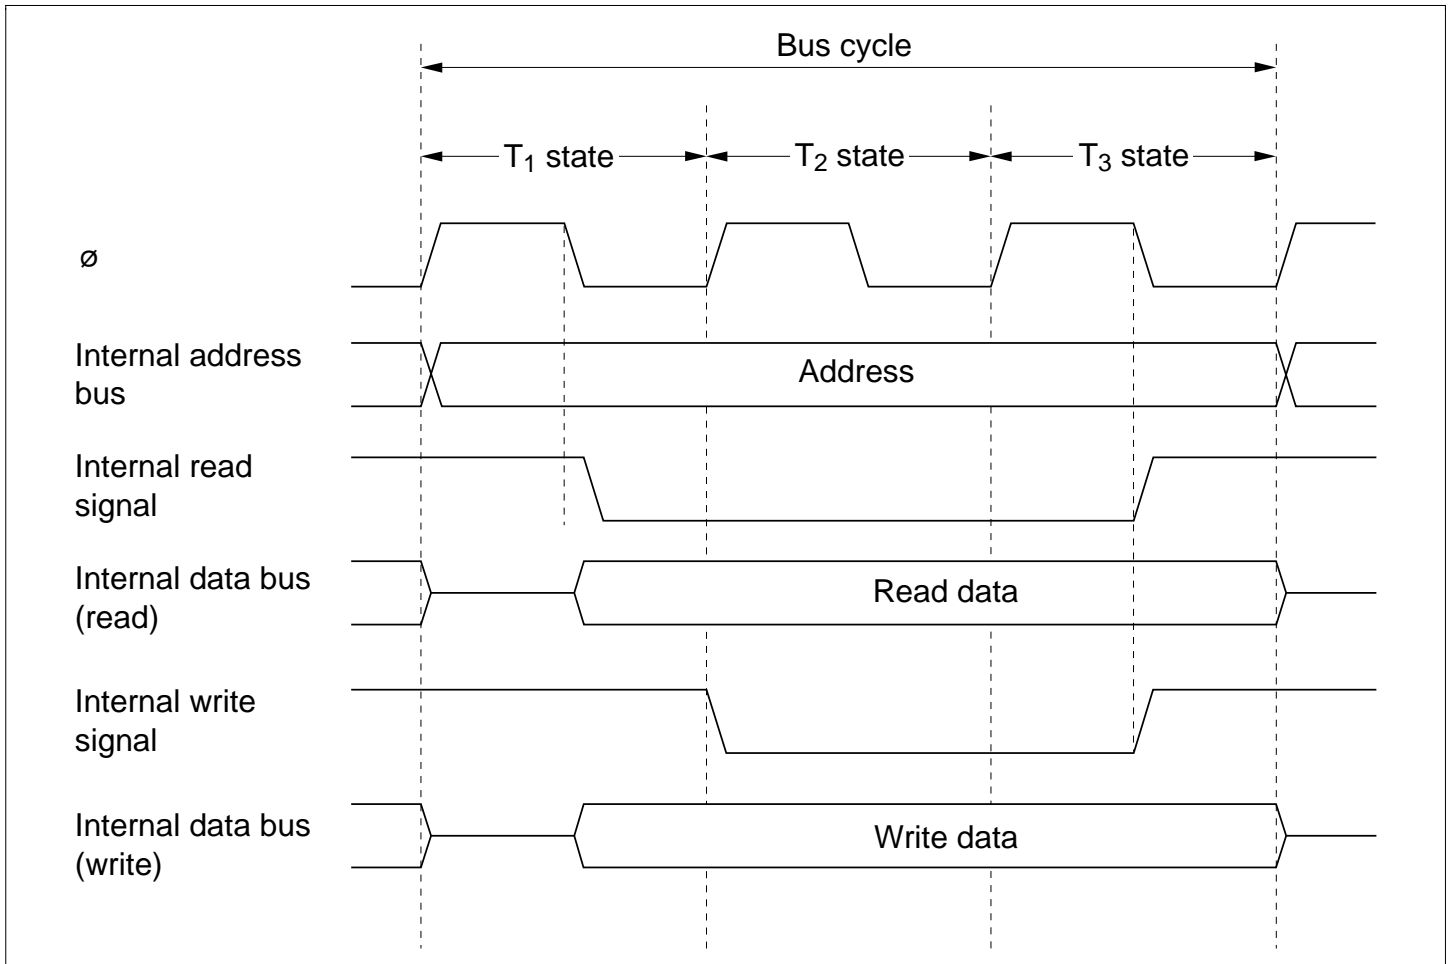 Bus cycle
T₁ state
T₂ state
T₃ state
ø
Internal address
bus
Address
Internal read
signal
Internal data bus
(read)
Read data
Internal write
signal
Internal data bus
(write)
Write data